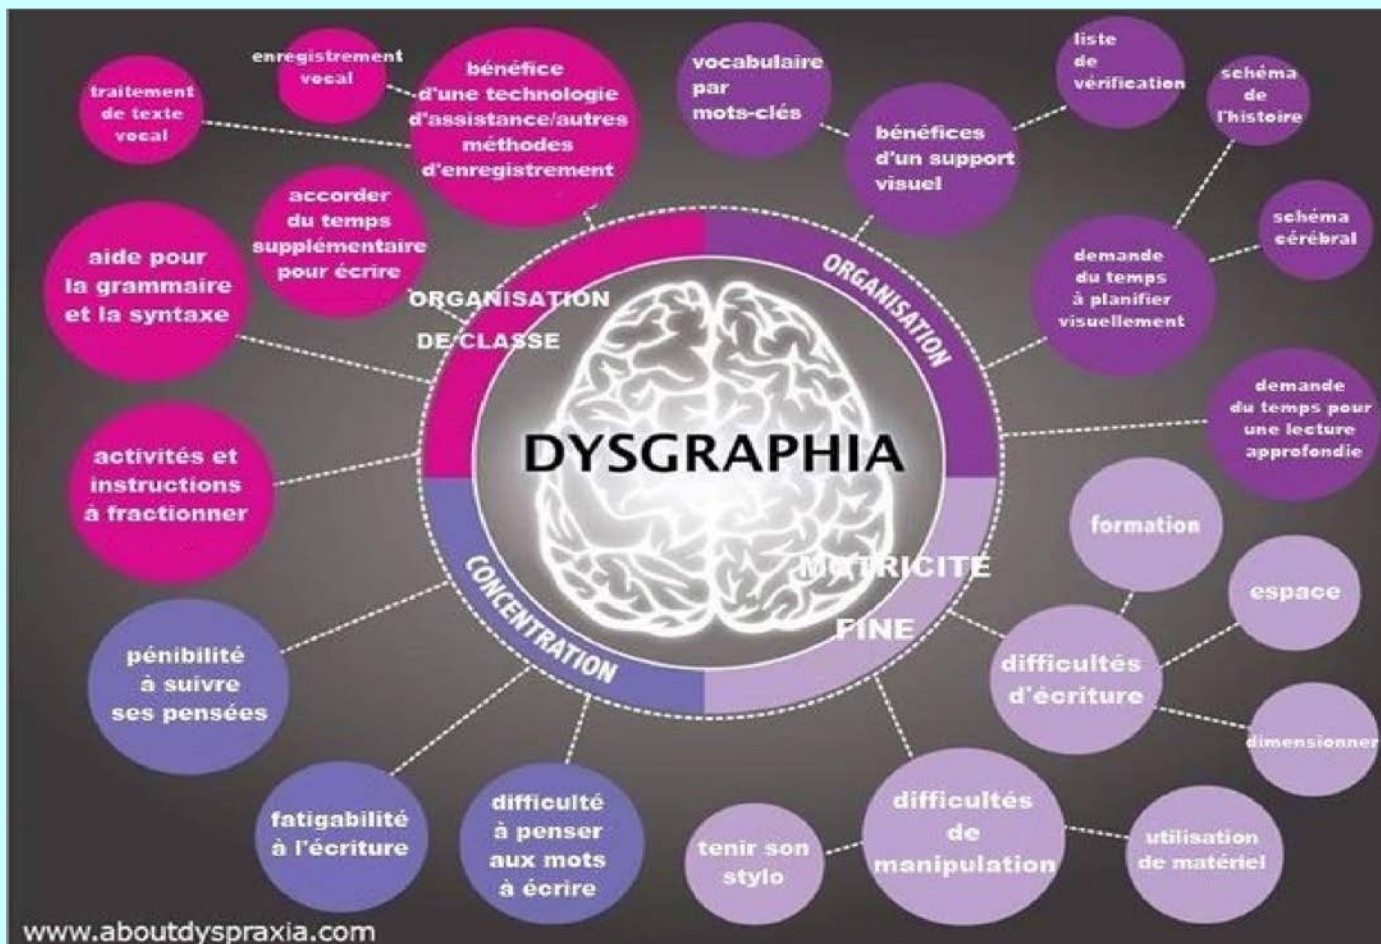 enregistrement
vocal
traitement
de texte
vocal
bénéfice
d'une technologie
d'assistance/autres
méthodes
d'enregistrement
accorder
du temps
supplémentaire
pour écrire
aide pour
la grammaire
et la syntaxe
activités et
instructions
à fractionner
ORGANISATION
DE CLASSE
vocabulaire
par
mots-clés
bénéfices
d'un support
visuel
liste
de
vérification
schéma
de
l'histoire
schéma
cérébral
demande
du temps
à planifier
visuellement
demande
du temps pour
une lecture
approfondie
ORGANISATION
DYSGRAPHIA
CONCENTRATION
pénibilité
à suivre
ses pensées
fatigabilité
à l'écriture
difficulté
à penser
aux mots
à écrire
MOTRICITE
FINE
formation
espace
difficultés
d'écriture
dimensionner
difficultés
de
manipulation
tenir son
stylo
utilisation
de matériel
www.aboutdyspraxia.com